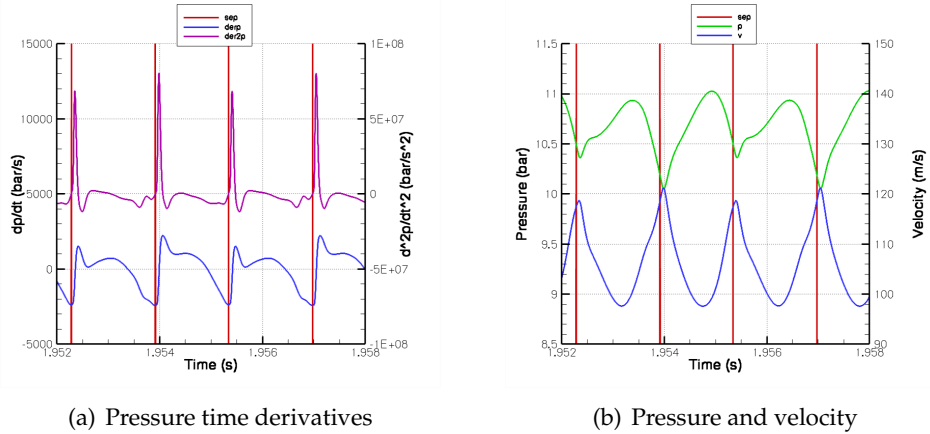 sep
derp
der2p
15000
10000
5000
0
-5000
dp/dt (bar/s)
1E+08
5E+07
0
-5E+07
-1E+08
d^2p/dt^2 (bar/s^2)
1.952
1.954
1.956
1.958
Time (s)
(a) Pressure time derivatives
sep
p
v
11.5
11
10.5
10
9.5
9
8.5
Pressure (bar)
150
140
130
120
110
100
90
Velocity (m/s)
1.952
1.954
1.956
1.958
Time (s)
(b) Pressure and velocity